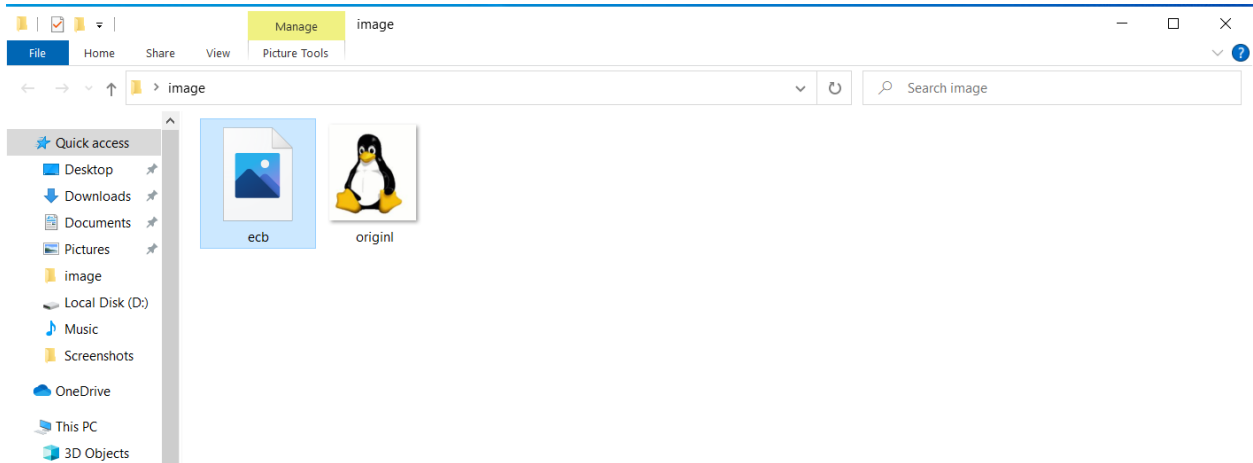 Manage image
File Home Share View Picture Tools
image Search image
Quick access
Desktop
Downloads
Documents
Pictures
image
Local Disk (D:)
Music
Screenshots
OneDrive
This PC
3D Objects
ecb originl